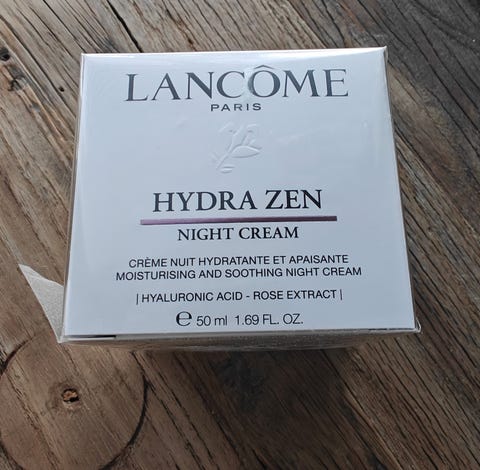 LANCÔME
PARIS
HYDRA ZEN
NIGHT CREAM
CRÈME NUIT HYDRATANTE ET APAISANTE
MOISTURISING AND SOOTHING NIGHT CREAM
| HYALURONIC ACID - ROSE EXTRACT |
℮ 50 ml 1.69 FL. OZ.